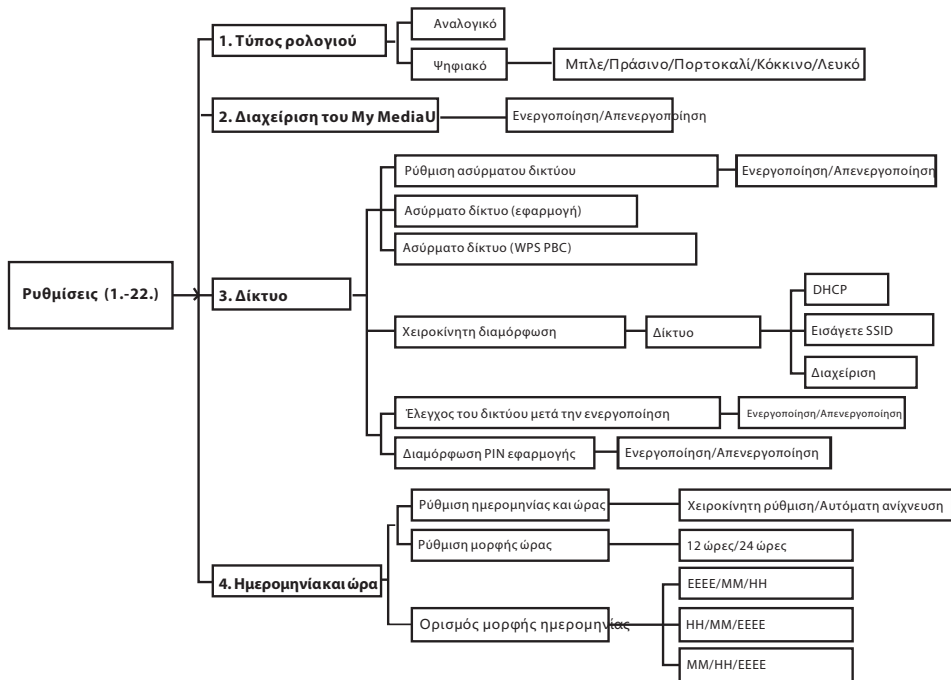 Ρυθμίσεις (1.-22.)
1. Τύπος ρολογιού
Αναλογικό
Ψηφιακό
Μπλε/Πράσινο/Πορτοκαλί/Κόκκινο/Λευκό
2. Διαχείριση του My MediaU
Ενεργοποίηση/Απενεργοποίηση
3. Δίκτυο
Ρύθμιση ασύρματου δικτύου
Ενεργοποίηση/Απενεργοποίηση
Ασύρματο δίκτυο (εφαρμογή)
Ασύρματο δίκτυο (WPS PBC)
Χειροκίνητη διαμόρφωση
Δίκτυο
DHCP
Εισάγετε SSID
Διαχείριση
Έλεγχος του δικτύου μετά την ενεργοποίηση
Ενεργοποίηση/Απενεργοποίηση
Διαμόρφωση PIN εφαρμογής
Ενεργοποίηση/Απενεργοποίηση
4. Ημερομηνία και ώρα
Ρύθμιση ημερομηνίας και ώρας
Χειροκίνητη ρύθμιση/Αυτόματη ανίχνευση
Ρύθμιση μορφής ώρας
12 ώρες/24 ώρες
Ορισμός μορφής ημερομηνίας
ΕΕΕΕ/ΜΜ/ΗΗ
ΗΗ/ΜΜ/ΕΕΕΕ
ΜΜ/ΗΗ/ΕΕΕΕ